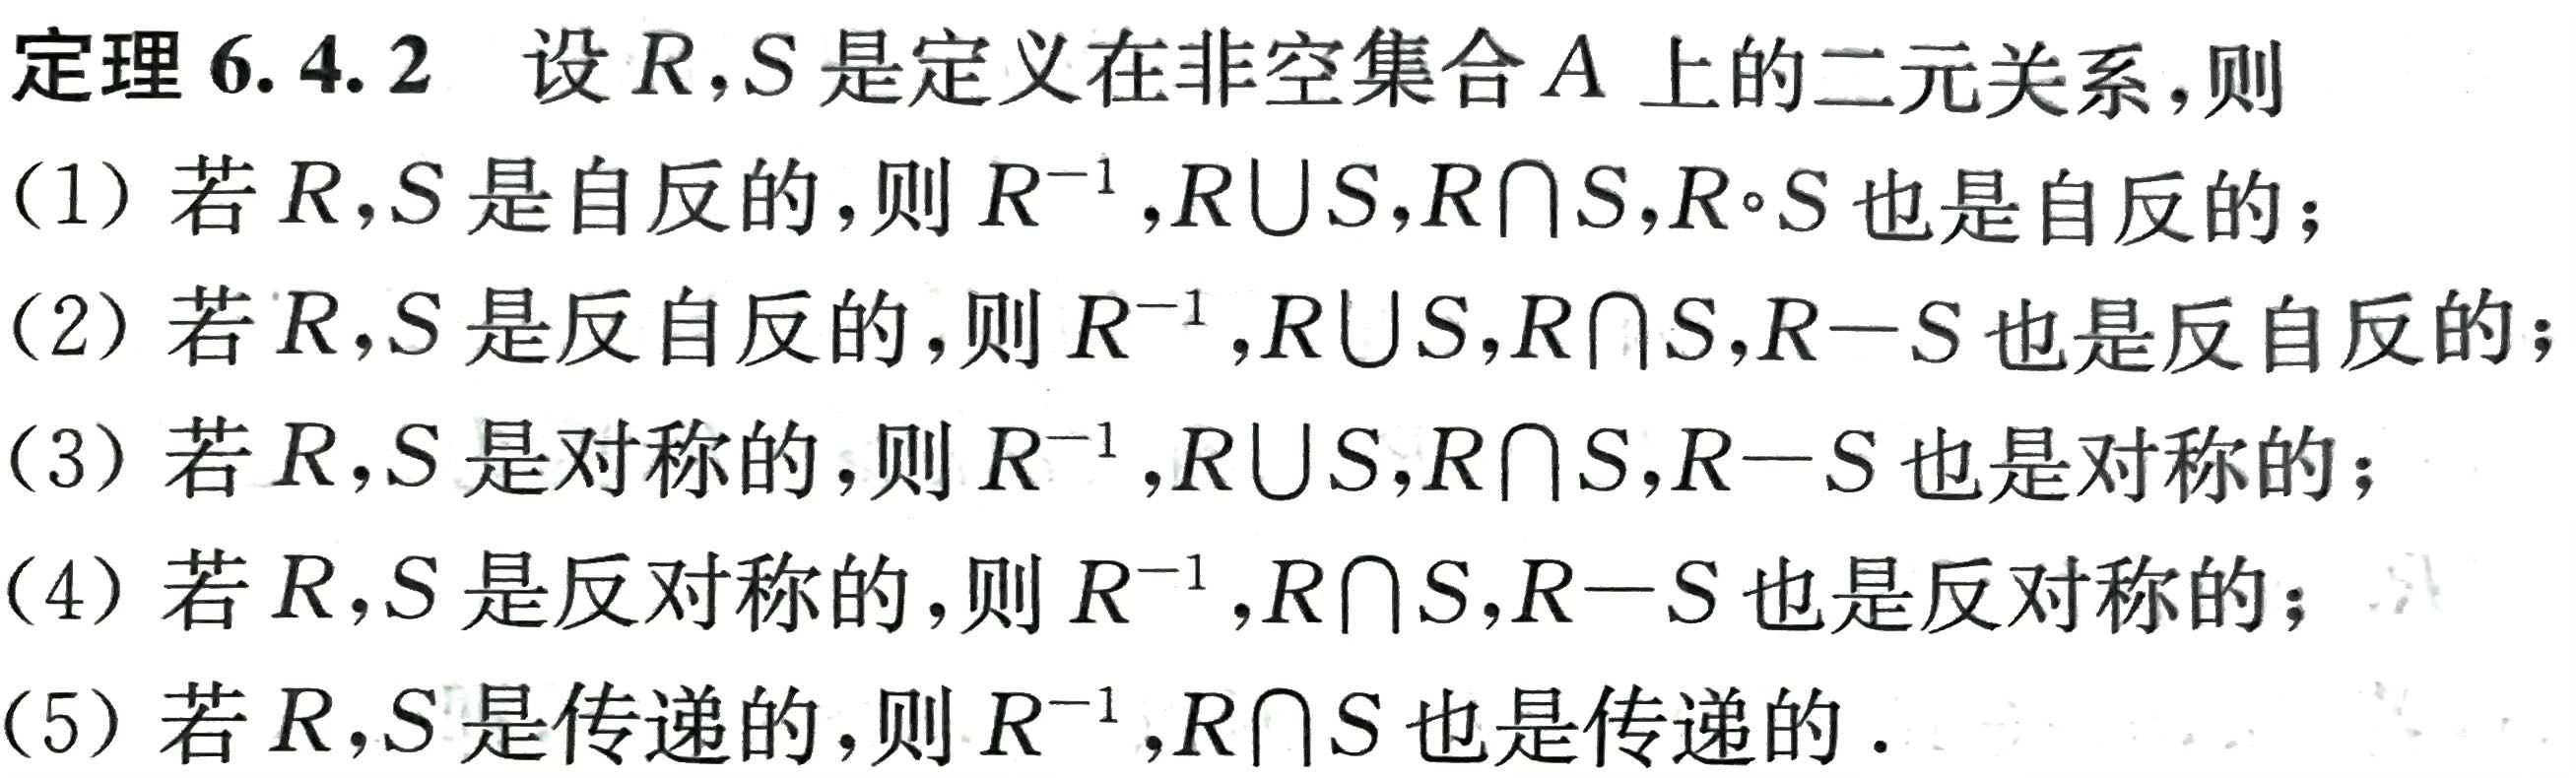 定理 6.4.2 设 R,S 是定义在非空集合 A 上的二元关系,则
(1) 若 R,S 是自反的,则 R⁻¹,R∪S,R∩S,R∘S 也是自反的;
(2) 若 R,S 是反自反的,则 R⁻¹,R∪S,R∩S,R−S 也是反自反的;
(3) 若 R,S 是对称的,则 R⁻¹,R∪S,R∩S,R−S 也是对称的;
(4) 若 R,S 是反对称的,则 R⁻¹,R∩S,R−S 也是反对称的;
(5) 若 R,S 是传递的,则 R⁻¹,R∩S 也是传递的.